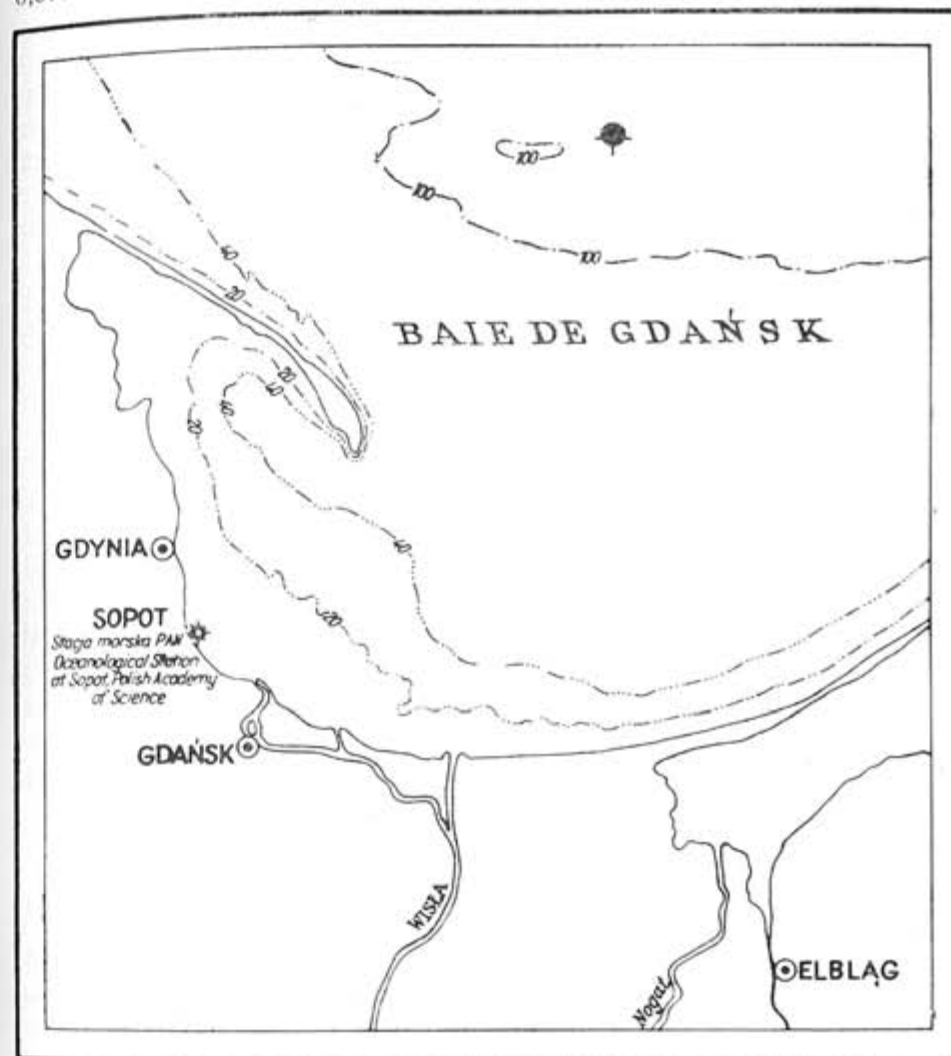 100
100
100
40
20
BAIE DE GDAŃSK
20
40
40
20
GDYNIA
40
SOPOT
20
Stacja morska PAN
Oceanological Station
at Sopot, Polish Academy
of Science
GDAŃSK
WISŁA
ELBLĄG
Nogat